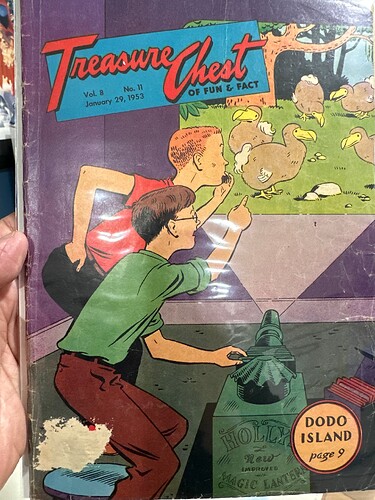 Treasure Chest
OF FUN & FACT
Vol. 8 No. 11
January 29, 1953
HOLLY
New
IMPROVED
MAGIC LANTERN
DODO
ISLAND
page 9